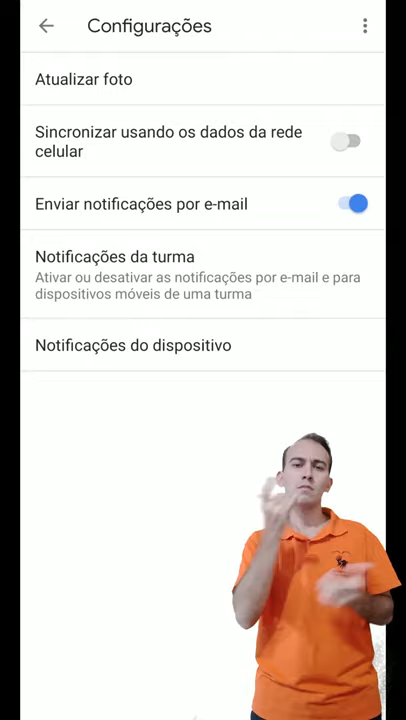 Configurações
Atualizar foto
Sincronizar usando os dados da rede
celular
Enviar notificações por e-mail
Notificações da turma
Ativar ou desativar as notificações por e-mail e para
dispositivos móveis de uma turma
Notificações do dispositivo